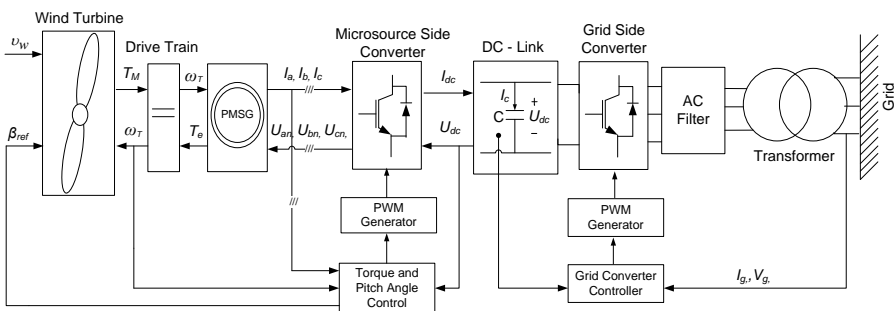 Wind Turbine
Drive Train
Microsource Side
Converter
DC - Link
Grid Side
Converter
υw
TM
ωT
Ia, Ib, Ic
Idc
Ic
+
C
Udc
−
PMSG
AC
Filter
Grid
βref
ωT
Te
Uan, Ubn, Ucn,
Udc
Transformer
PWM
Generator
PWM
Generator
Torque and
Pitch Angle
Control
Grid Converter
Controller
Ig,, Vg,